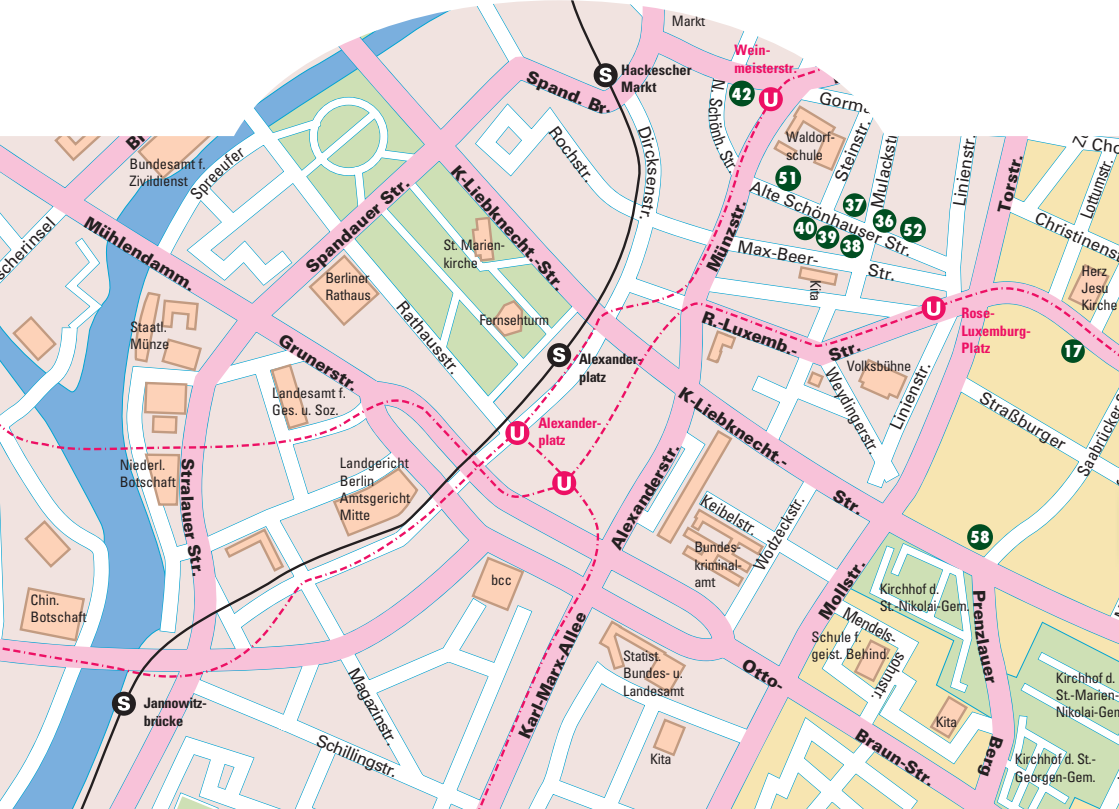 Markt
Wein-
meisterstr.
S
Hackescher
Markt
42
U
Spand. Br.
N. Schönh. Str.
Gorm
Waldorf-
schule
Steinstr.
Mulackstr.
Linienstr.
Torstr.
Lottumstr.
Cho
Christinenst
Bundesamt f.
Zivildienst
Br
Spreeufer
Rochstr.
Dircksenstr.
51
Alte Schönhauser Str.
37
36
52
40
39
38
K-Liebknecht.-Str.
Spandauer Str.
Mühlendamm.
scherinsel
St. Marien-
kirche
Münzstr.
Max-Beer-
Str.
Kita
Herz
Jesu
Kirche
Berliner
Rathaus
Fernsehturm
Rathausstr.
U
Rose-
Luxemburg-
Platz
R.-Luxemb.-
Str.
17
Staatl.
Münze
Grunerstr.
S
Alexander-
platz
Volksbühne
Weydingerstr.
Linienstr.
Landesamt f.
Ges. u. Soz.
K-Liebknecht.-
Str.
Straßburger
Saarbrücker S
U
Alexander-
platz
U
Niederl.
Botschaft
Stralauer Str.
Landgericht
Berlin
Amtsgericht
Mitte
Alexanderstr.
Keibelstr.
Wodzeckstr.
Bundes-
kriminal-
amt
58
Chin.
Botschaft
bcc
Mollstr.
Kirchhof d.
St.-Nikolai-Gem.
Prenzlauer
Berg
Mendels-
sohnstr.
Schule f.
geist. Behind.
Karl-Marx-Allee
Statist.
Bundes- u.
Landesamt
Otto-
Braun-Str.
Kirchhof d.
St.-Marien-
Nikolai-Gem
S
Jannowitz-
brücke
Magazinstr.
Schillingstr.
Kita
Kita
Kirchhof d. St.-
Georgen-Gem.